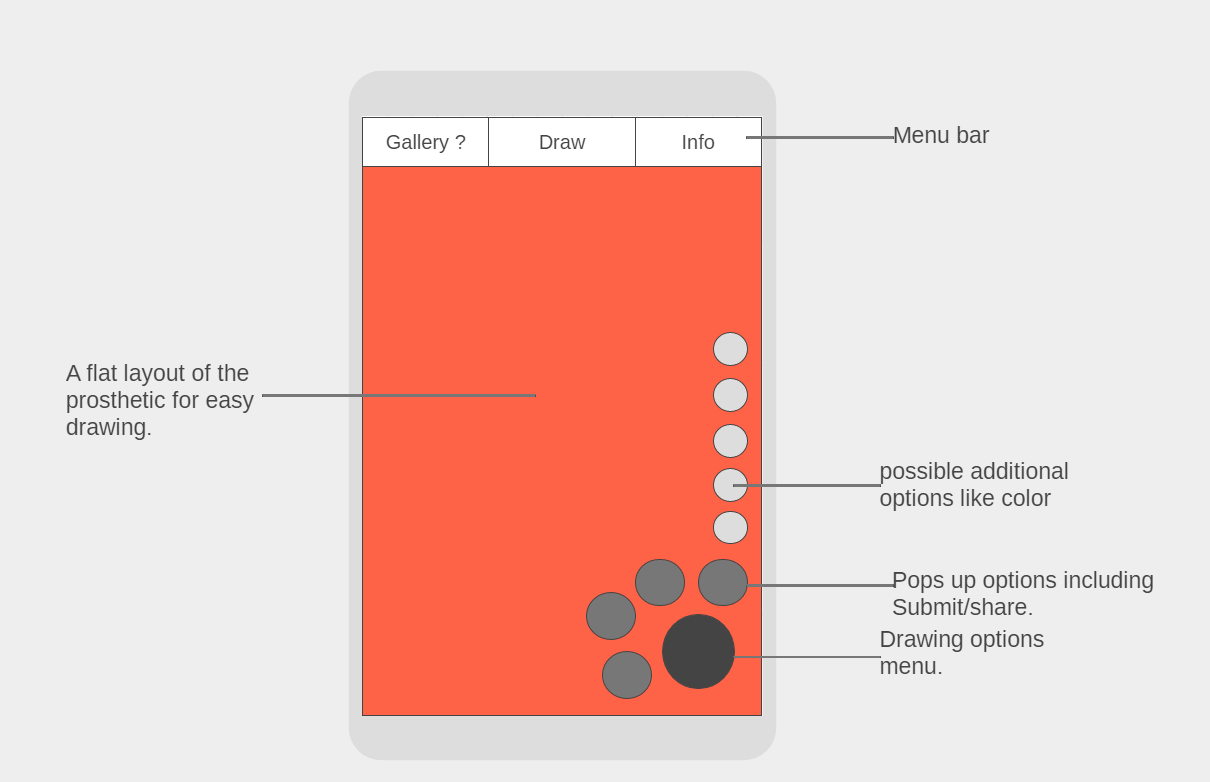 Gallery ?
Draw
Info
Menu bar
A flat layout of the
prosthetic for easy
drawing.
possible additional
options like color
Pops up options including
Submit/share.
Drawing options
menu.